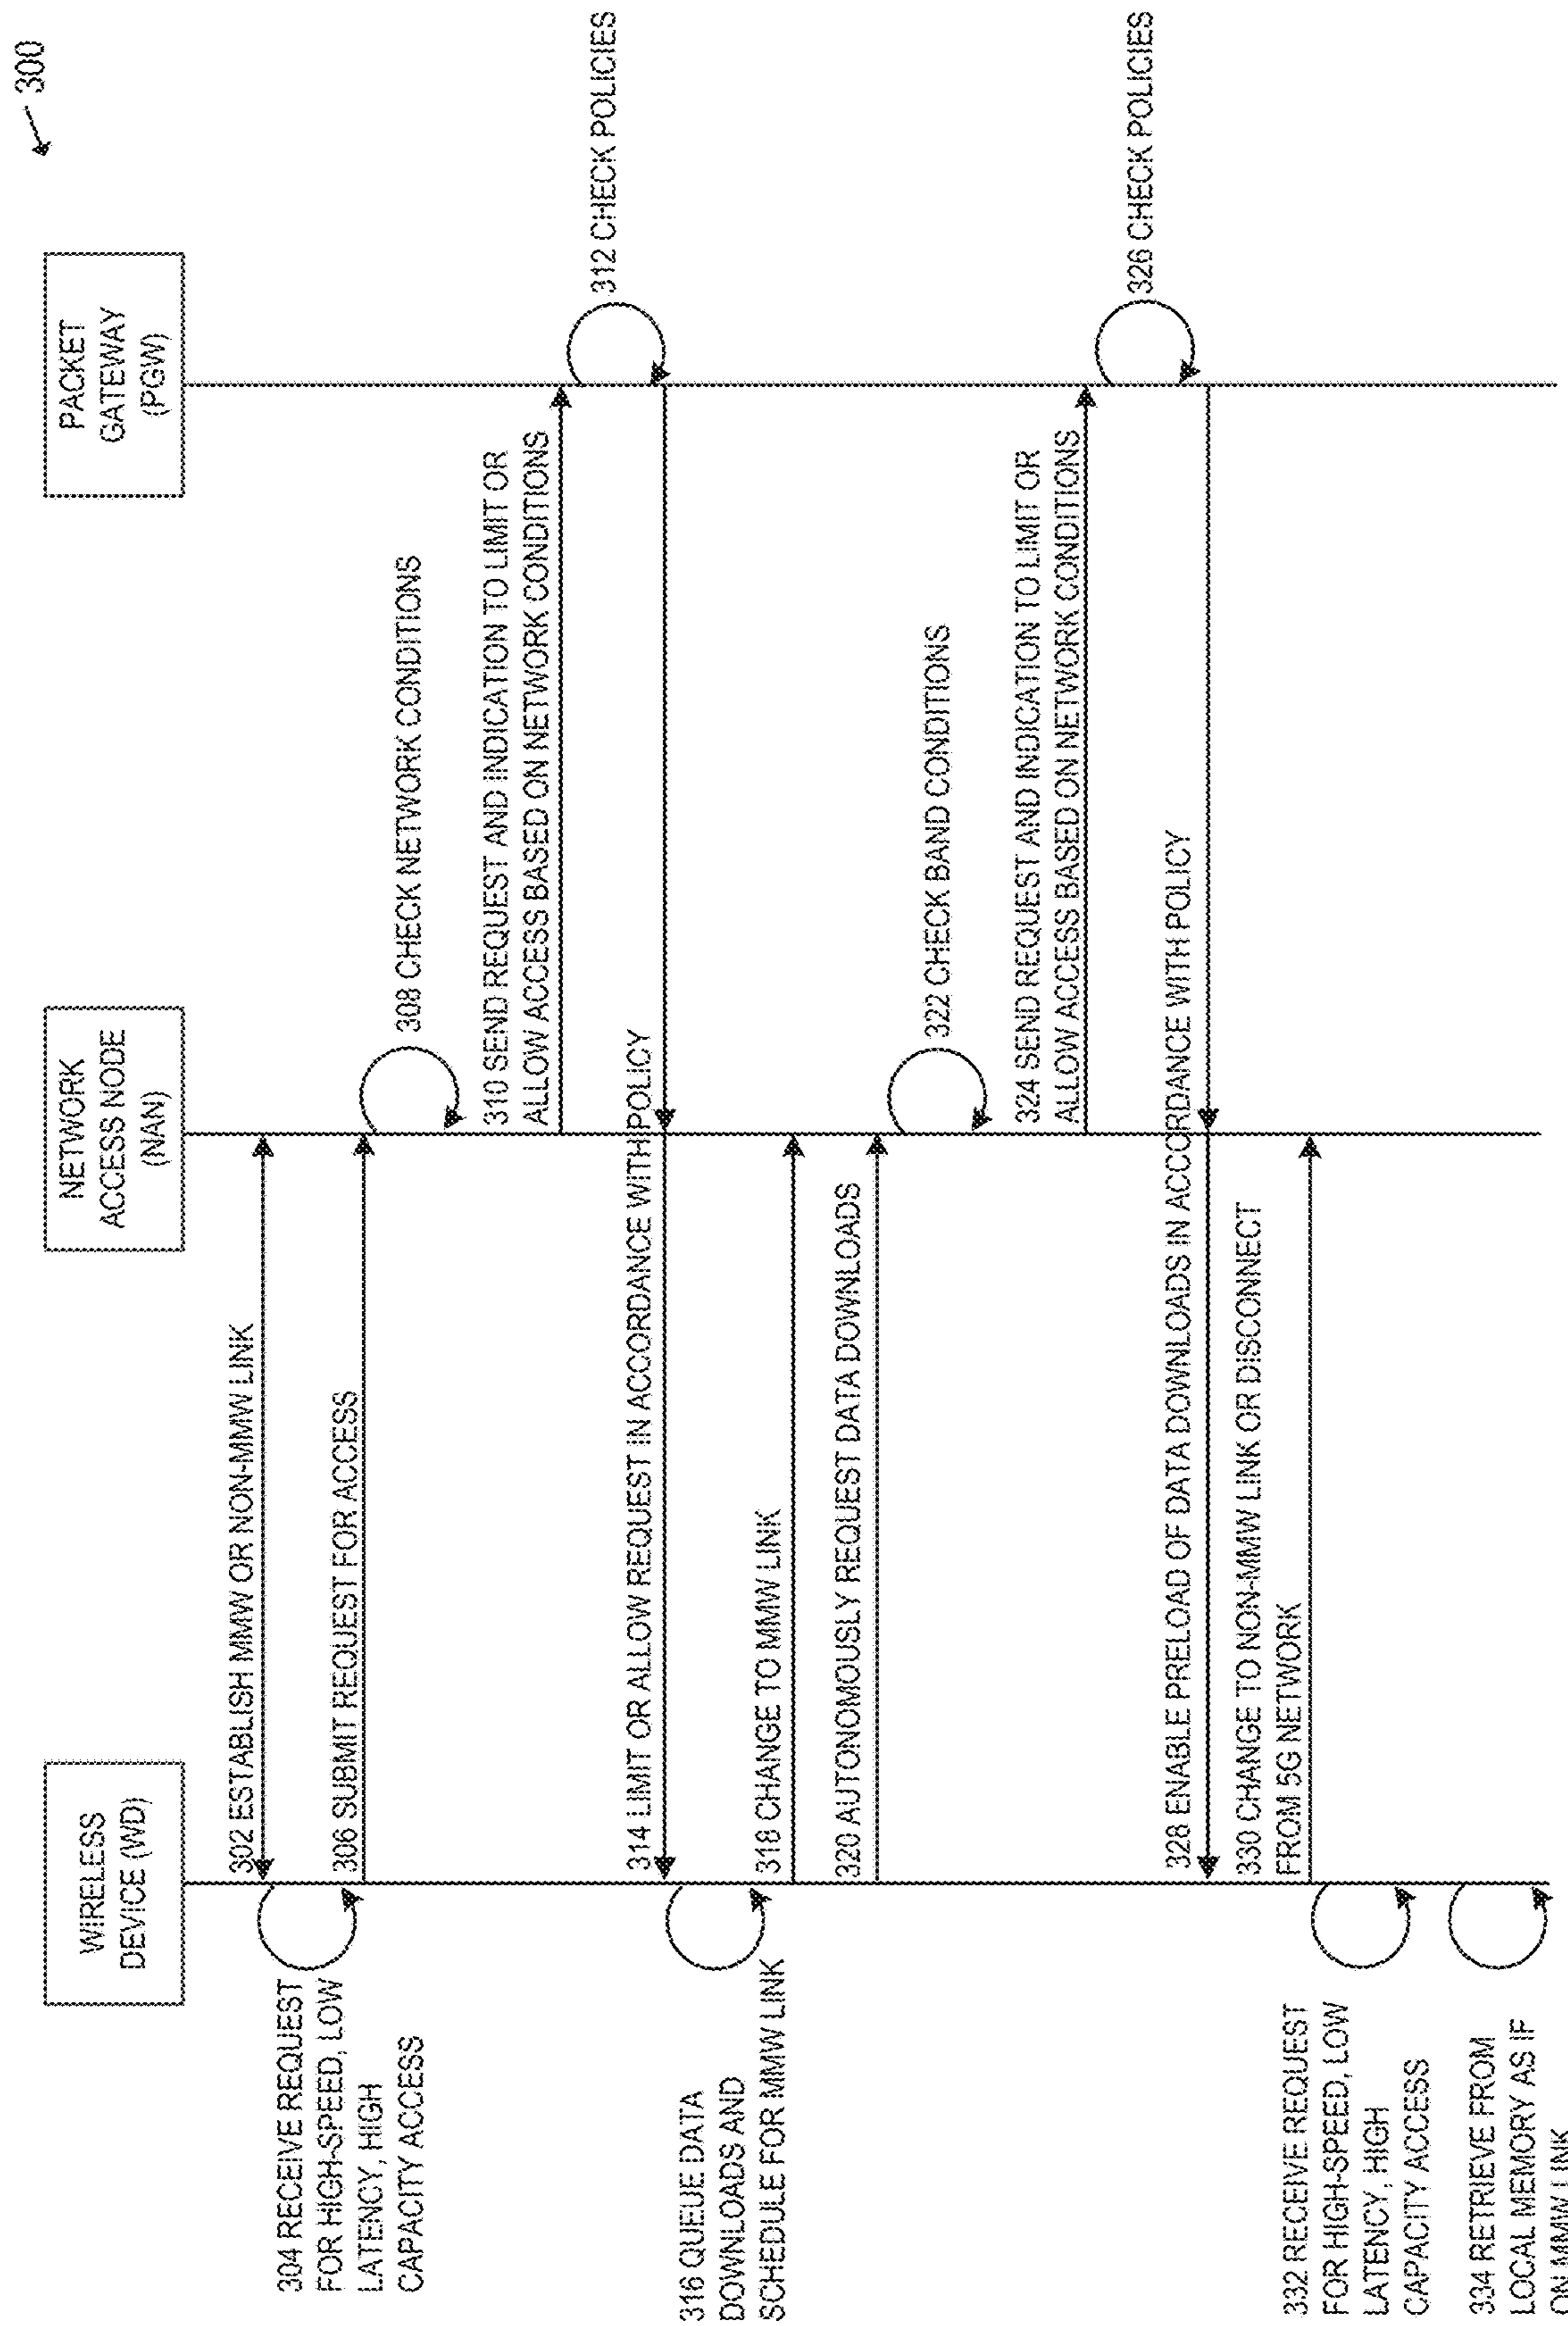 300
WIRELESS
DEVICE (WD)
NETWORK
ACCESS NODE
(NAN)
PACKET
GATEWAY
(PGW)
302 ESTABLISH MMW OR NON-MMW LINK
304 RECEIVE REQUEST
FOR HIGH-SPEED, LOW
LATENCY, HIGH
CAPACITY ACCESS
306 SUBMIT REQUEST FOR ACCESS
308 CHECK NETWORK CONDITIONS
310 SEND REQUEST AND INDICATION TO LIMIT OR
ALLOW ACCESS BASED ON NETWORK CONDITIONS
312 CHECK POLICIES
314 LIMIT OR ALLOW REQUEST IN ACCORDANCE WITH POLICY
316 QUEUE DATA
DOWNLOADS AND
SCHEDULE FOR MMW LINK
318 CHANGE TO MMW LINK
320 AUTONOMOUSLY REQUEST DATA DOWNLOADS
322 CHECK BAND CONDITIONS
324 SEND REQUEST AND INDICATION TO LIMIT OR
ALLOW ACCESS BASED ON NETWORK CONDITIONS
326 CHECK POLICIES
328 ENABLE PRELOAD OF DATA DOWNLOADS IN ACCORDANCE WITH POLICY
330 CHANGE TO NON-MMW LINK OR DISCONNECT
FROM 5G NETWORK
332 RECEIVE REQUEST
FOR HIGH-SPEED, LOW
LATENCY, HIGH
CAPACITY ACCESS
334 RETRIEVE FROM
LOCAL MEMORY AS IF
ON MMW LINK